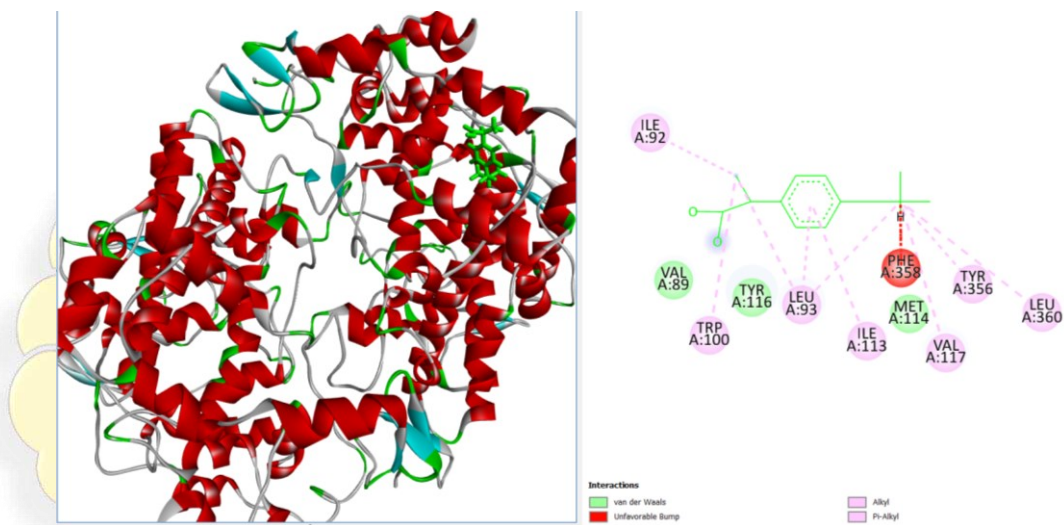 ILE
A:92
O
O
VAL
A:89
TYR
A:116
LEU
A:93
TRP
A:100
ILE
A:113
PHE
A:358
MET
A:114
VAL
A:117
TYR
A:356
LEU
A:360
Interactions
van der Waals
Unfavorable Bump
Alkyl
Pi-Alkyl